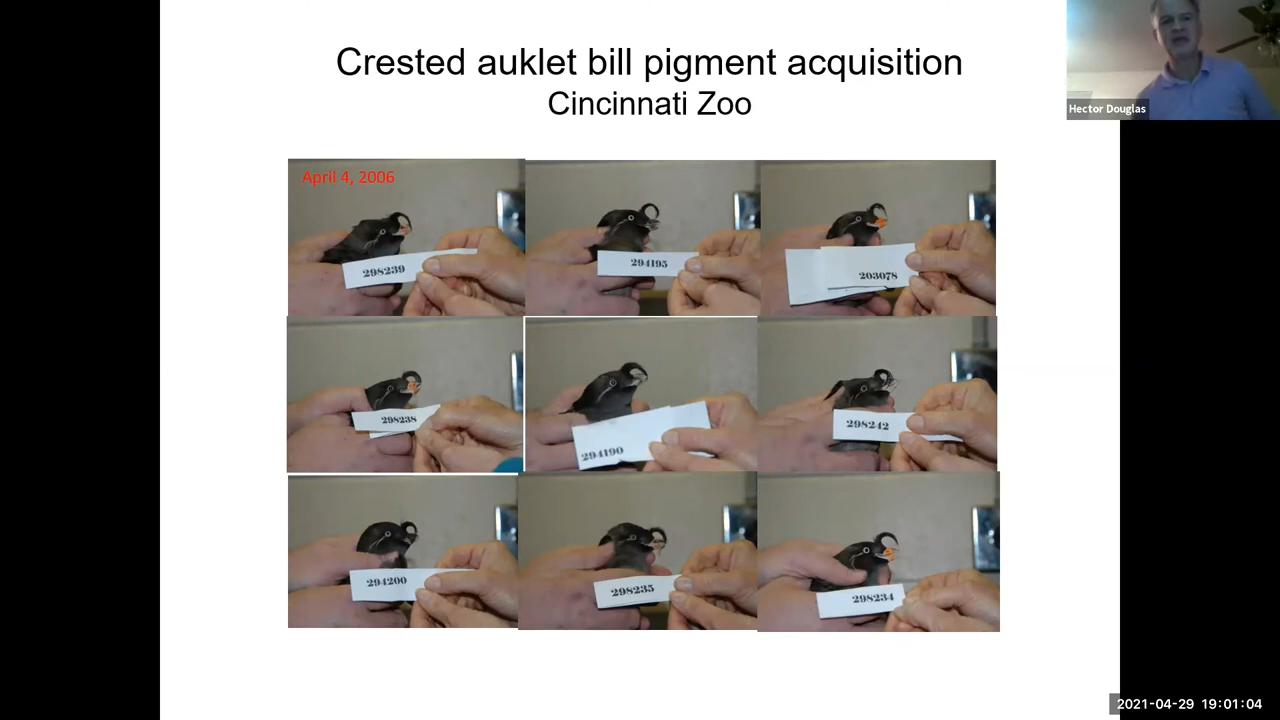 Crested auklet bill pigment acquisition
Cincinnati Zoo
Hector Douglas
April 4, 2006
298239
294195
203078
298238
294190
298242
294200
298235
298234
2021-04-29 19:01:04